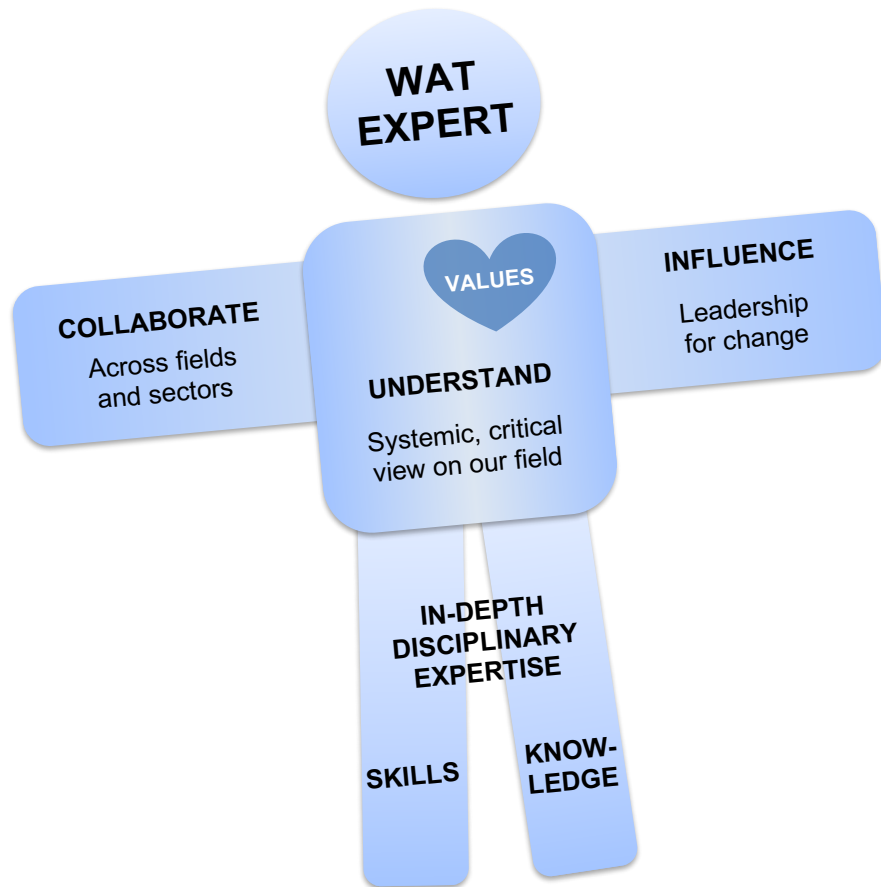 WAT
EXPERT
VALUES
COLLABORATE
Across fields
and sectors
UNDERSTAND
Systemic, critical
view on our field
INFLUENCE
Leadership
for change
IN-DEPTH
DISCIPLINARY
EXPERTISE
SKILLS
KNOW-
LEDGE